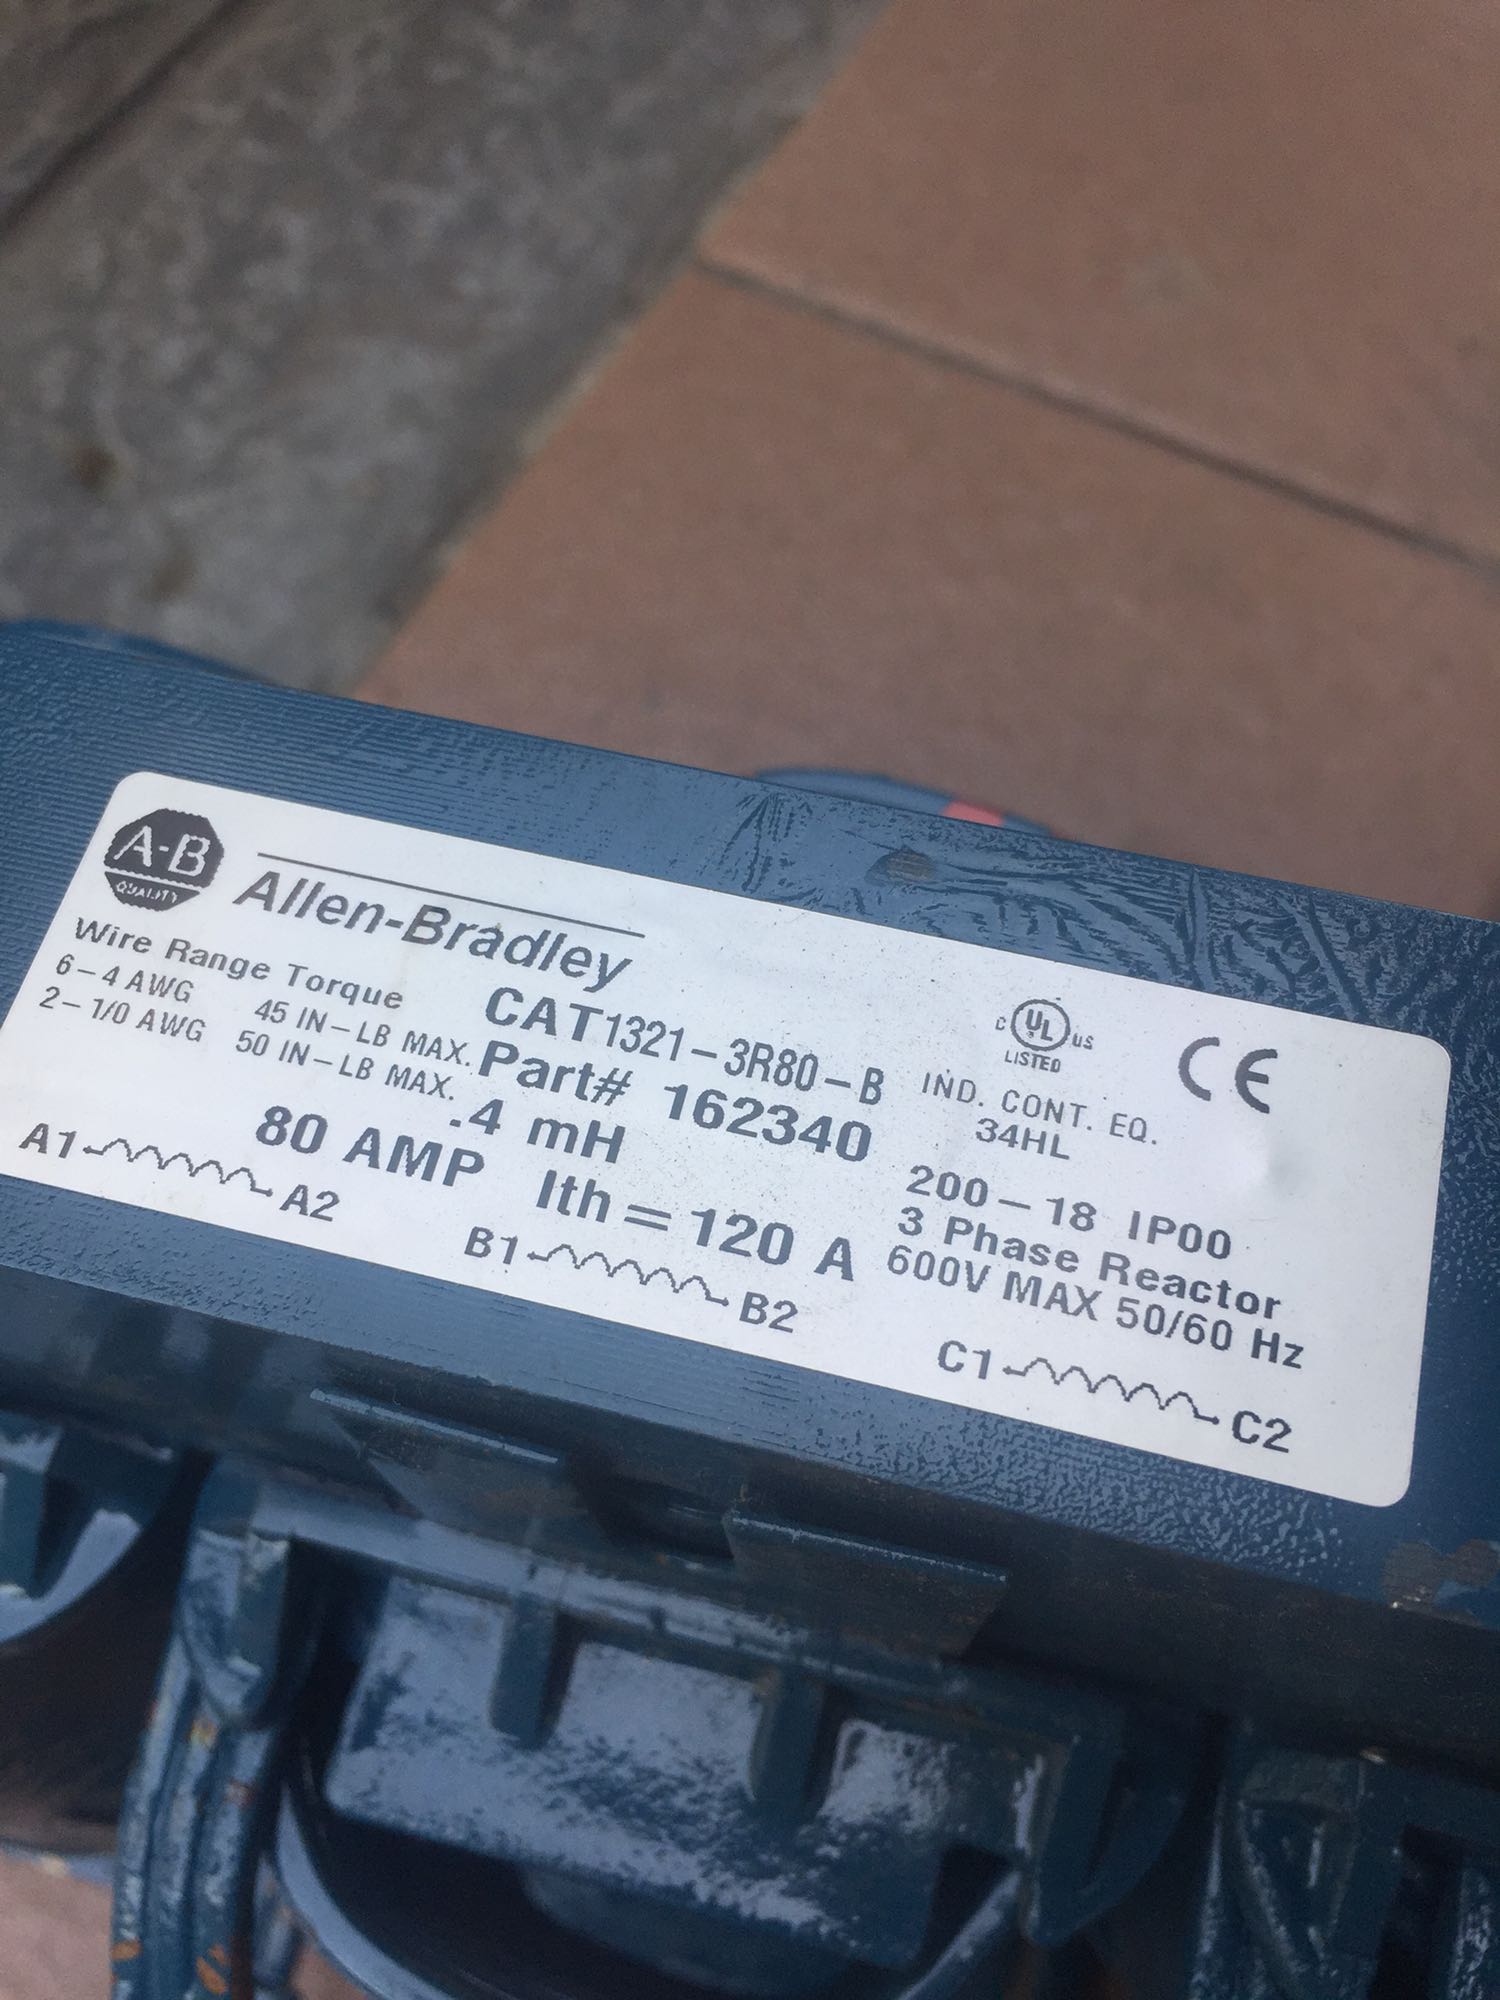 A-B
QUALITY
Allen-Bradley
Wire Range Torque
6-4 AWG 45 IN-LB MAX.
2-1/0 AWG 50 IN-LB MAX.
CAT1321-3R80-B
Part# 162340
.4 mH
80 AMP Ith = 120 A
C UL US
LISTED
CE
IND. CONT. EQ.
34HL
200-18 IP00
3 Phase Reactor
600V MAX 50/60 Hz
A1 A2
B1 B2
C1 C2